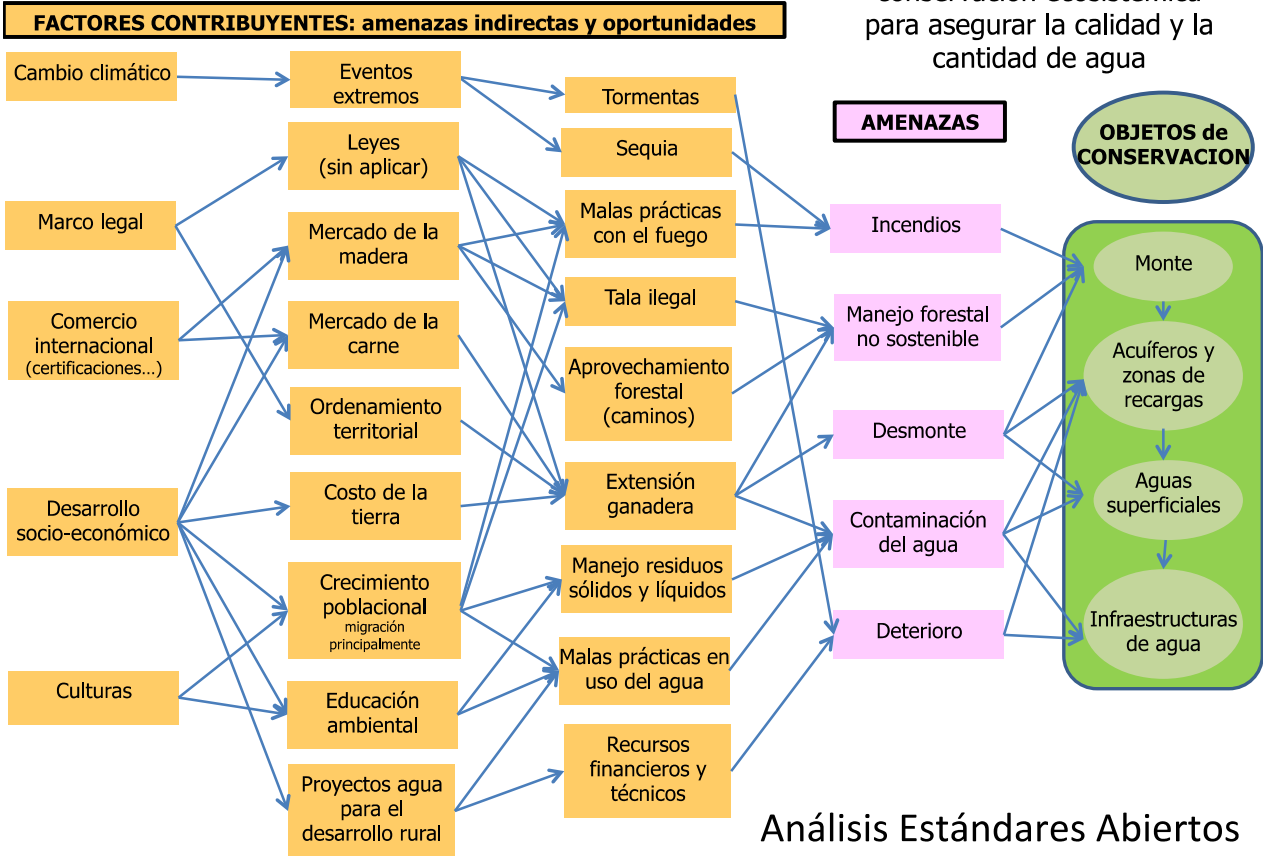 FACTORES CONTRIBUYENTES: amenazas indirectas y oportunidades
conservación ecosistémica
para asegurar la calidad y la
cantidad de agua
Cambio climático
Marco legal
Comercio
internacional
(certificaciones...)
Desarrollo
socio-económico
Culturas
Eventos
extremos
Leyes
(sin aplicar)
Mercado de la
madera
Mercado de la
carne
Ordenamiento
territorial
Costo de la
tierra
Crecimiento
poblacional
migración
principalmente
Educación
ambiental
Proyectos agua
para el
desarrollo rural
Tormentas
Sequia
Malas prácticas
con el fuego
Tala ilegal
Aprovechamiento
forestal
(caminos)
Extensión
ganadera
Manejo residuos
sólidos y líquidos
Malas prácticas en
uso del agua
Recursos
financieros y
técnicos
AMENAZAS
Incendios
Manejo forestal
no sostenible
Desmonte
Contaminación
del agua
Deterioro
OBJETOS de
CONSERVACION
Monte
Acuíferos y
zonas de
recargas
Aguas
superficiales
Infraestructuras
de agua
Análisis Estándares Abiertos